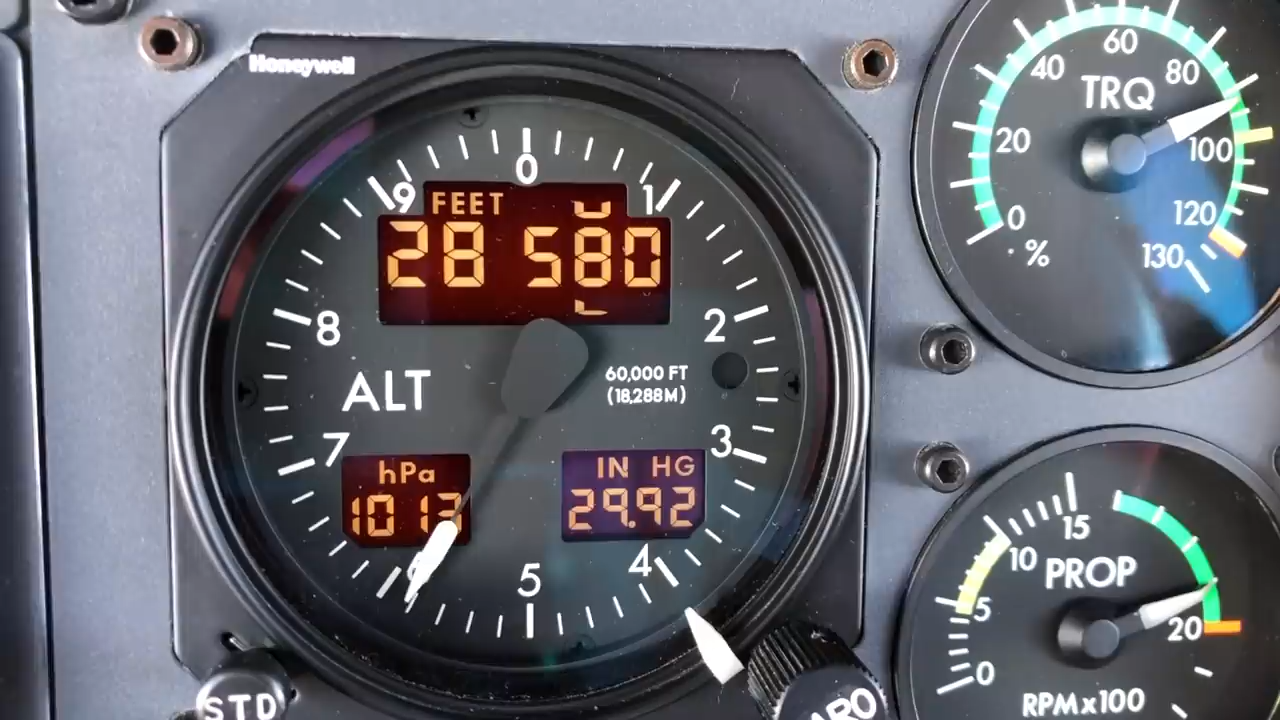 Honeywell
0
1
2
3
4
5
7
8
9
FEET
28 580
ALT
60,000 FT
(18,288M)
hPa
1013
IN HG
29.92
STD
ARO
0
20
40
60
80
100
120
130
TRQ
%
0
5
10
15
20
PROP
RPMx100